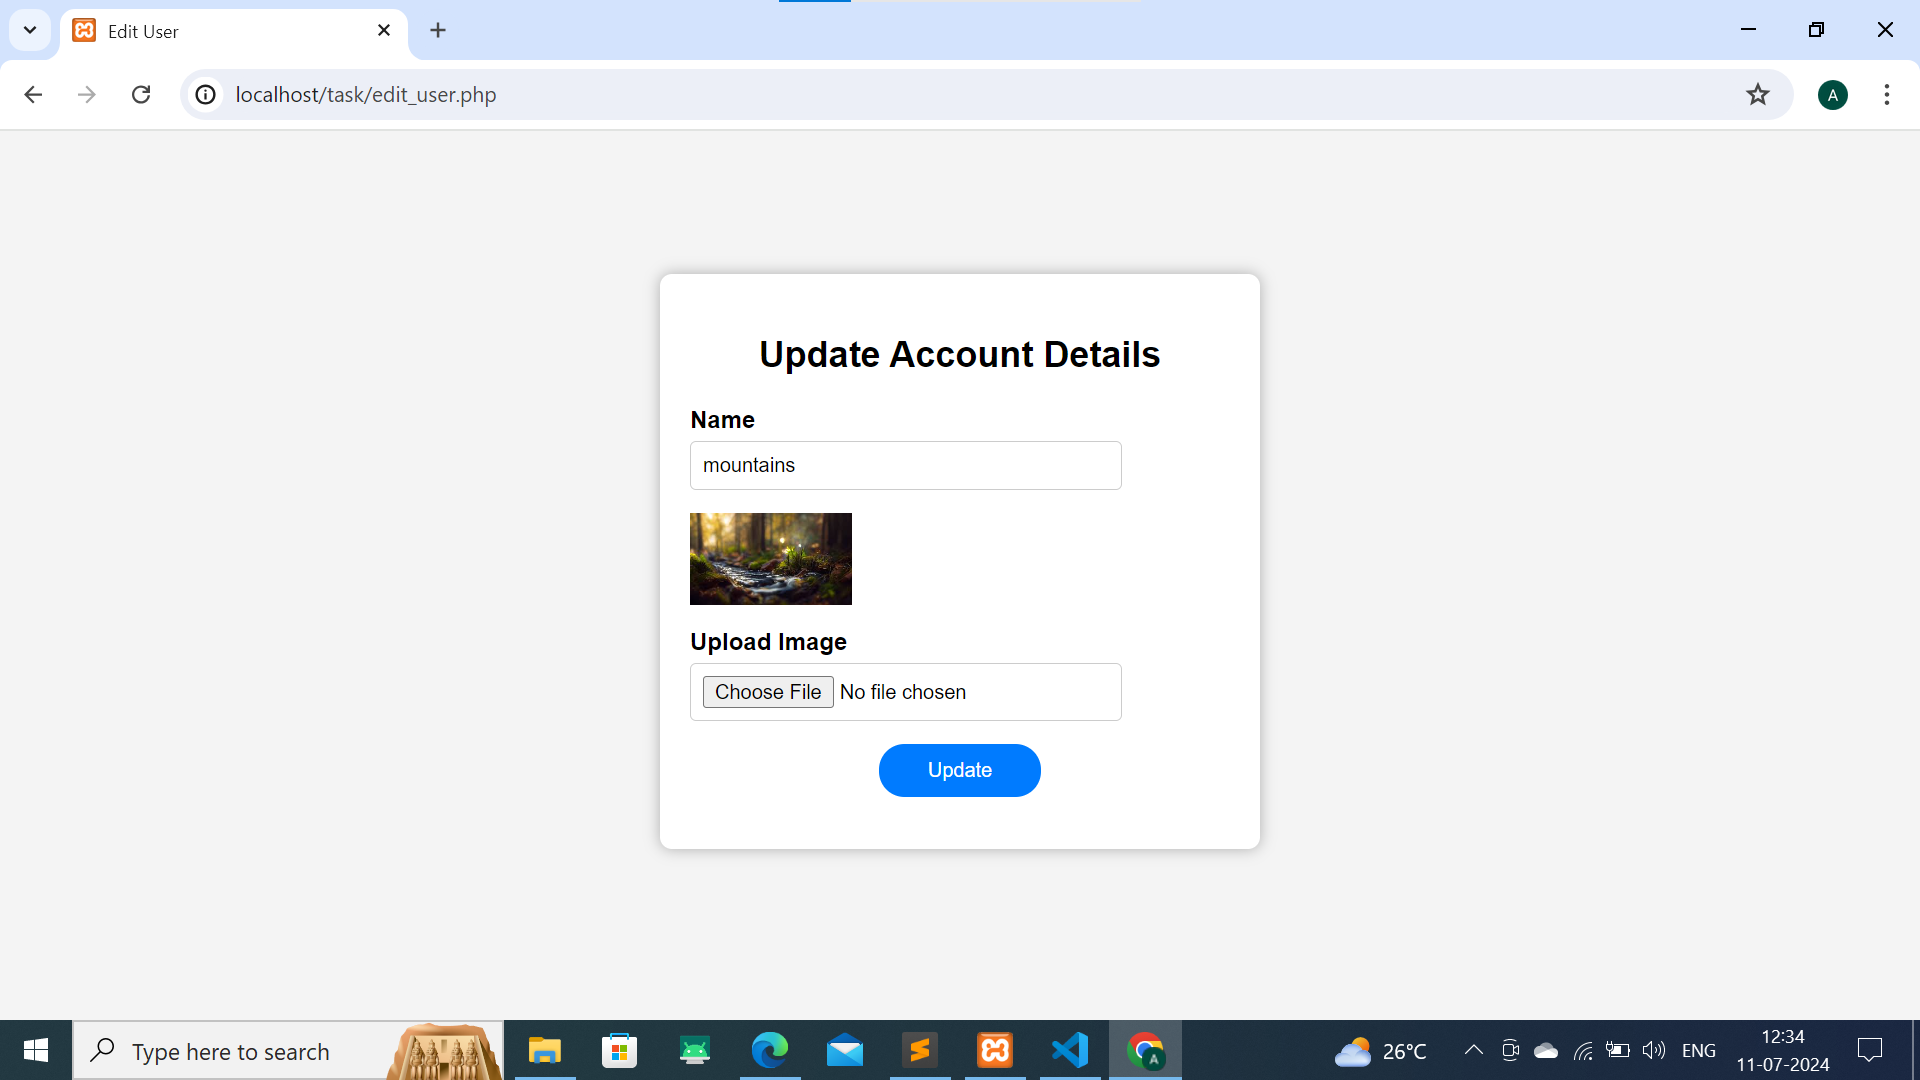 Edit User
localhost/task/edit_user.php
A
Update Account Details
Name
mountains
Upload Image
Choose File No file chosen
Update
Type here to search
A
26°C
ENG
12:34
11-07-2024